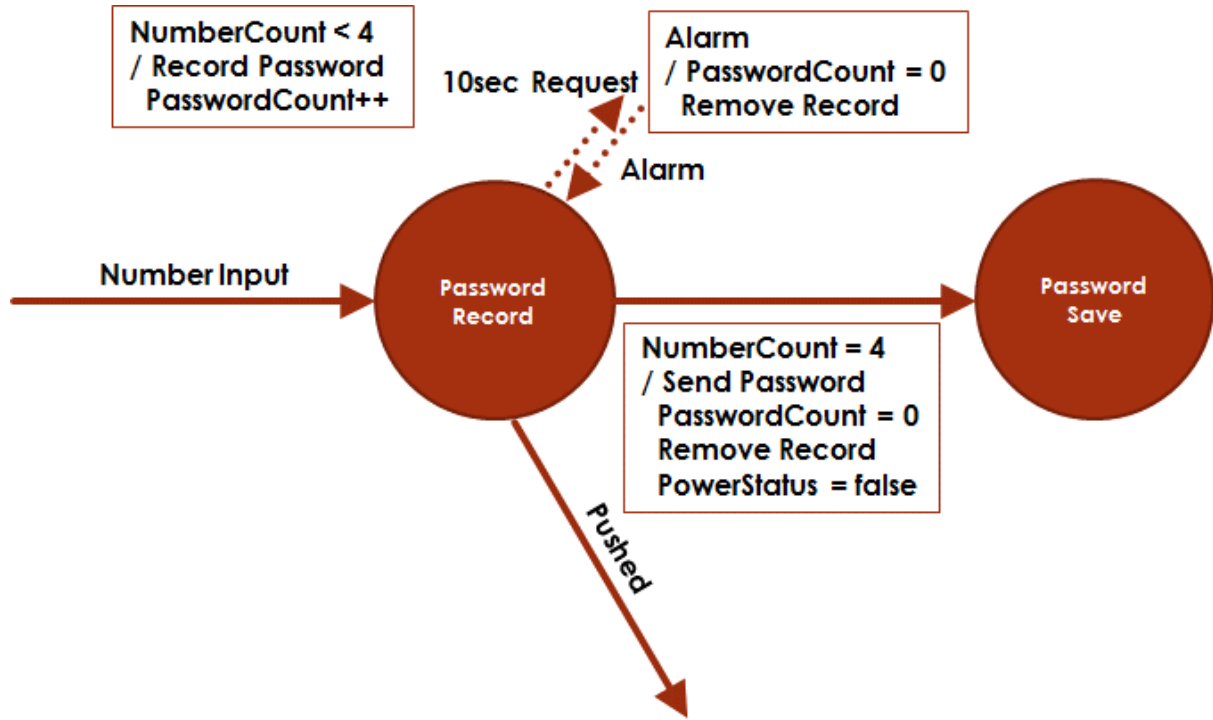 NumberCount < 4
/ Record Password
PasswordCount++
10sec Request
Alarm
/ PasswordCount = 0
Remove Record
Alarm
Number Input
Password
Record
Password
Save
NumberCount = 4
/ Send Password
PasswordCount = 0
Remove Record
PowerStatus = false
Pushed